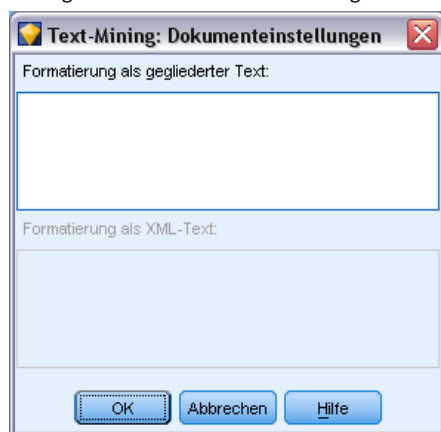 Text-Mining: Dokumenteinstellungen
Formatierung als gegliederter Text:
Formatierung als XML-Text:
OK Abbrechen Hilfe